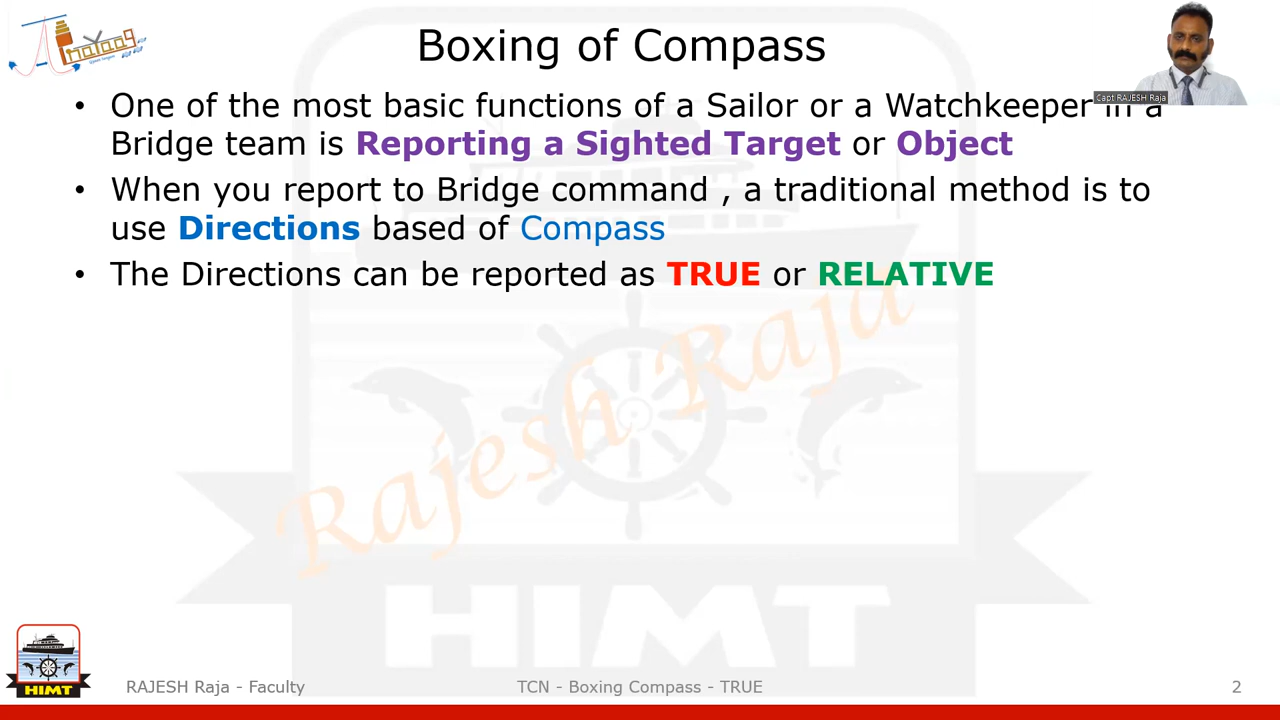 Boxing of Compass
Capt RAJESH Raja
• One of the most basic functions of a Sailor or a Watchkeeper in a
Bridge team is Reporting a Sighted Target or Object
• When you report to Bridge command , a traditional method is to
use Directions based of Compass
• The Directions can be reported as TRUE or RELATIVE
Rajesh Raja
HIMT
HIMT
RAJESH Raja - Faculty
TCN - Boxing Compass - TRUE
2